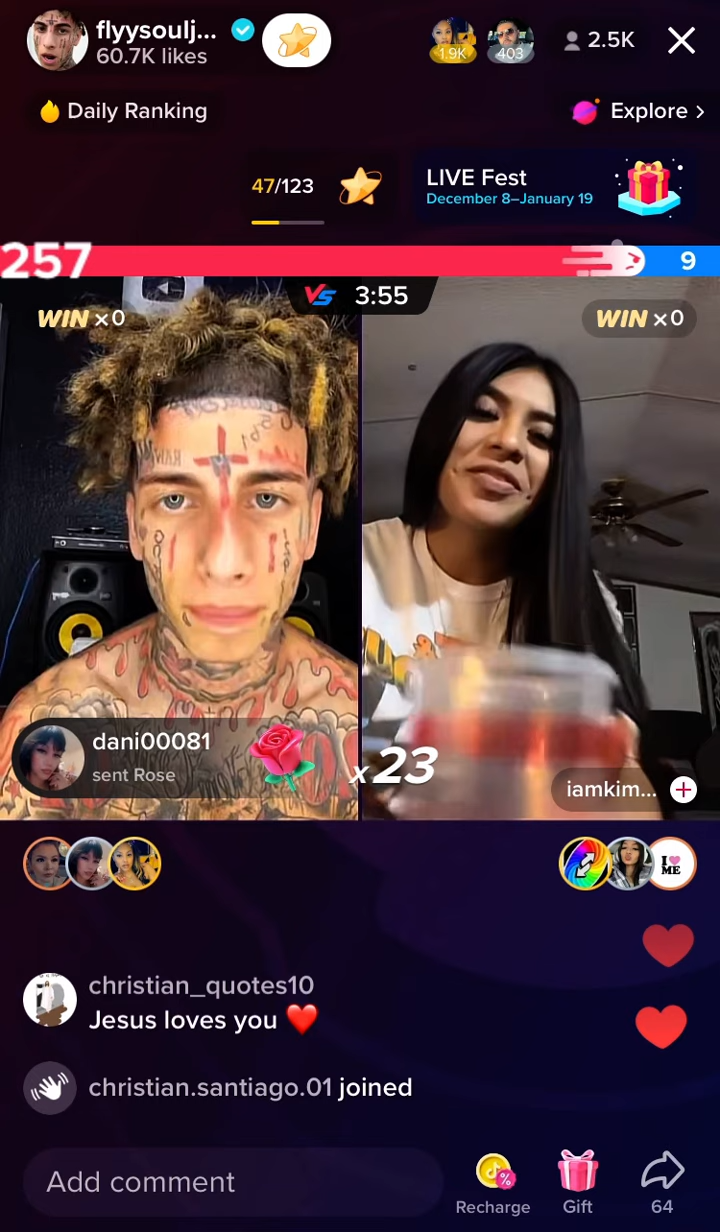 flyysoulj...
60.7K likes
1.9K
403
2.5K
Daily Ranking
Explore >
47/123
LIVE Fest
December 8–January 19
257
9
VS 3:55
WIN x0
WIN x0
dani00081
sent Rose
x23
iamkim...
I ME
christian_quotes10
Jesus loves you ❤️
christian.santiago.01 joined
Add comment
Recharge
Gift
64